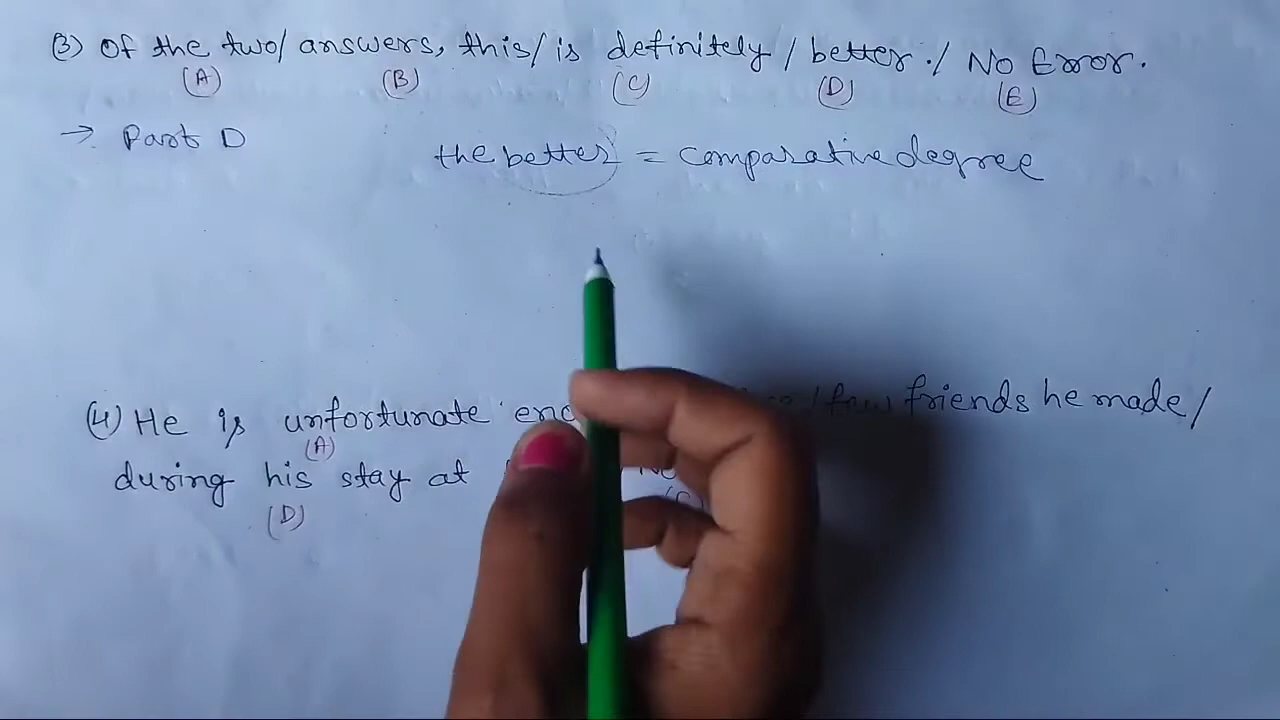 (3) Of the two/ answers, this/ is definitely / better./ No Error.
(A) (B) (C) (D) (E)
→ Part D the better = comparative degree
(4) He is unfortunate /few friends he made/
(A)
during his stay at
(D) (C)